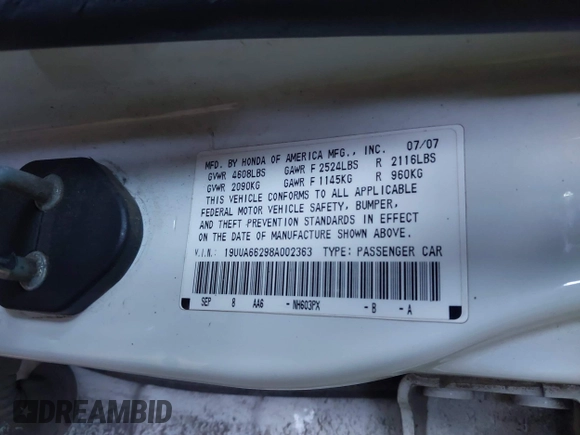 MFD. BY HONDA OF AMERICA MFG., INC. 07/07
GVWR 4608LBS GAWR F 2524LBS R 2116LBS
GVWR 2090KG GAWR F 1145KG R 960KG
THIS VEHICLE CONFORMS TO ALL APPLICABLE
FEDERAL MOTOR VEHICLE SAFETY, BUMPER,
AND THEFT PREVENTION STANDARDS IN EFFECT
ON THE DATE OF MANUFACTURE SHOWN ABOVE.
V.I.N.: 19UUA66298A002363 TYPE: PASSENGER CAR
SEP 8 AA6 -NH603PX -B -A
DREAMBID